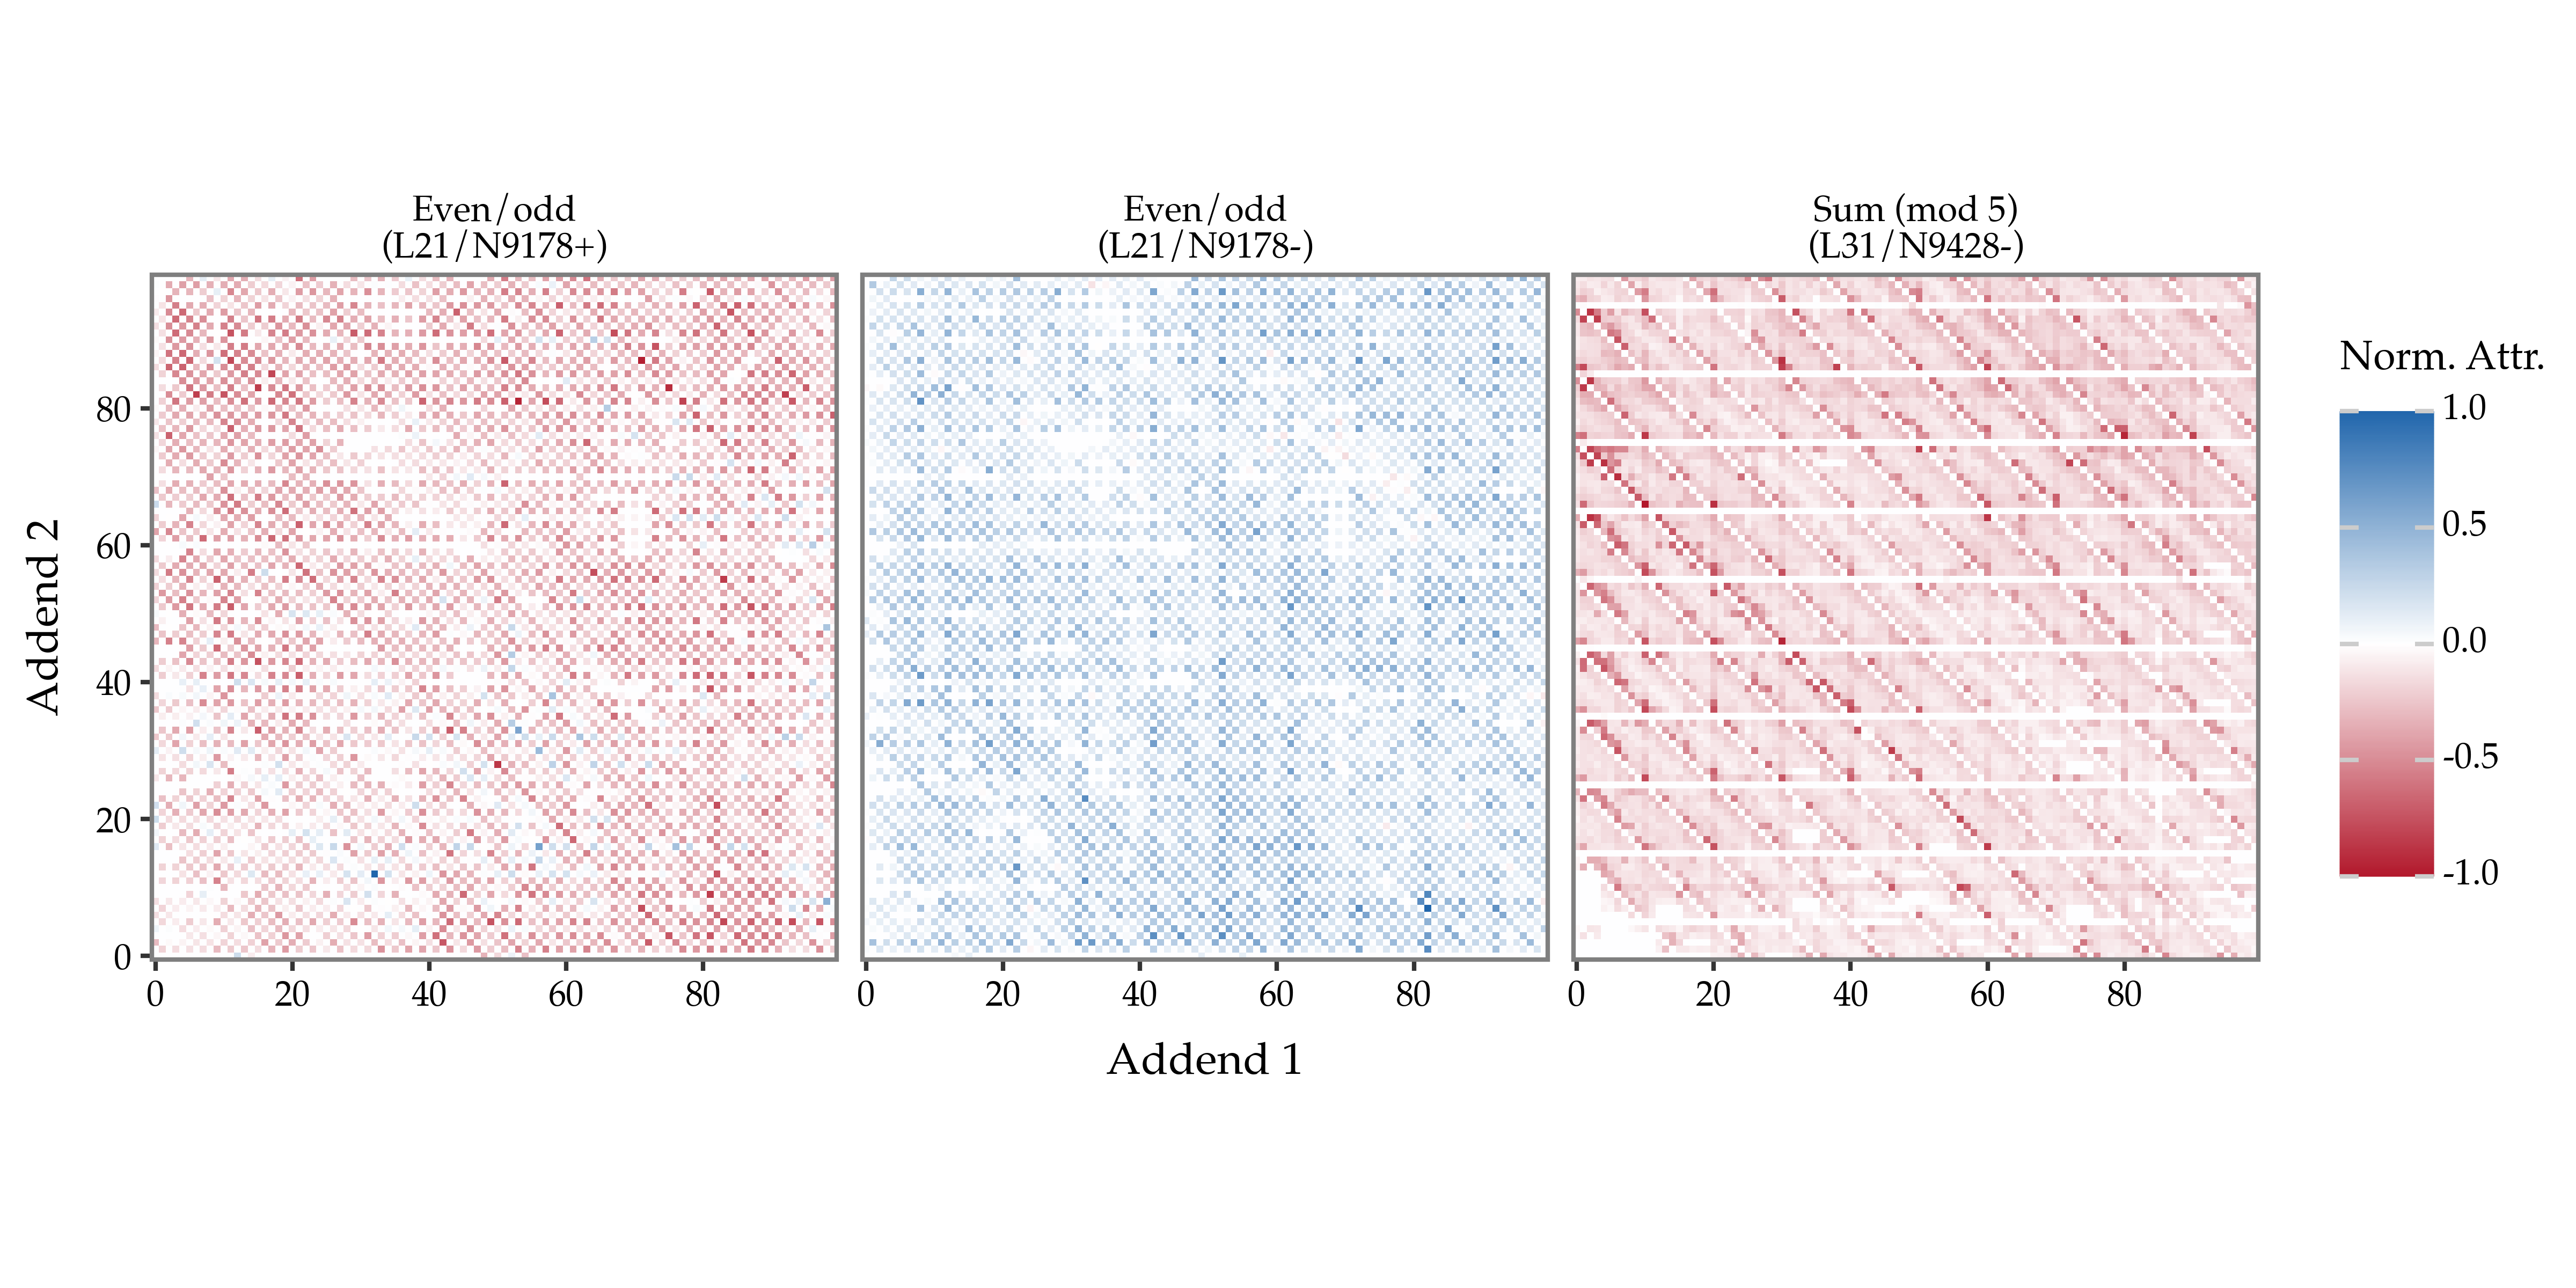 Even/odd
(L21/N9178+)
Even/odd
(L21/N9178-)
Sum (mod 5)
(L31/N9428-)
Addend 2
80
60
40
20
0
0 20 40 60 80
0 20 40 60 80
0 20 40 60 80
Addend 1
Norm. Attr.
1.0
0.5
0.0
-0.5
-1.0